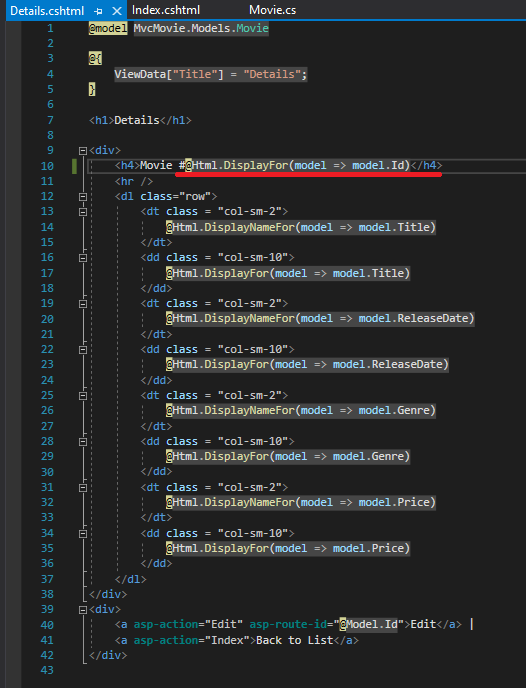 Details.cshtml Index.cshtml Movie.cs
1 @model MvcMovie.Models.Movie
2
3 @{
4 ViewData["Title"] = "Details";
5 }
6
7 <h1>Details</h1>
8
9 <div>
10 <h4>Movie #@Html.DisplayFor(model => model.Id)</h4>
11 <hr />
12 <dl class="row">
13 <dt class = "col-sm-2">
14 @Html.DisplayNameFor(model => model.Title)
15 </dt>
16 <dd class = "col-sm-10">
17 @Html.DisplayFor(model => model.Title)
18 </dd>
19 <dt class = "col-sm-2">
20 @Html.DisplayNameFor(model => model.ReleaseDate)
21 </dt>
22 <dd class = "col-sm-10">
23 @Html.DisplayFor(model => model.ReleaseDate)
24 </dd>
25 <dt class = "col-sm-2">
26 @Html.DisplayNameFor(model => model.Genre)
27 </dt>
28 <dd class = "col-sm-10">
29 @Html.DisplayFor(model => model.Genre)
30 </dd>
31 <dt class = "col-sm-2">
32 @Html.DisplayNameFor(model => model.Price)
33 </dt>
34 <dd class = "col-sm-10">
35 @Html.DisplayFor(model => model.Price)
36 </dd>
37 </dl>
38 </div>
39 <div>
40 <a asp-action="Edit" asp-route-id="@Model.Id">Edit</a> |
41 <a asp-action="Index">Back to List</a>
42 </div>
43